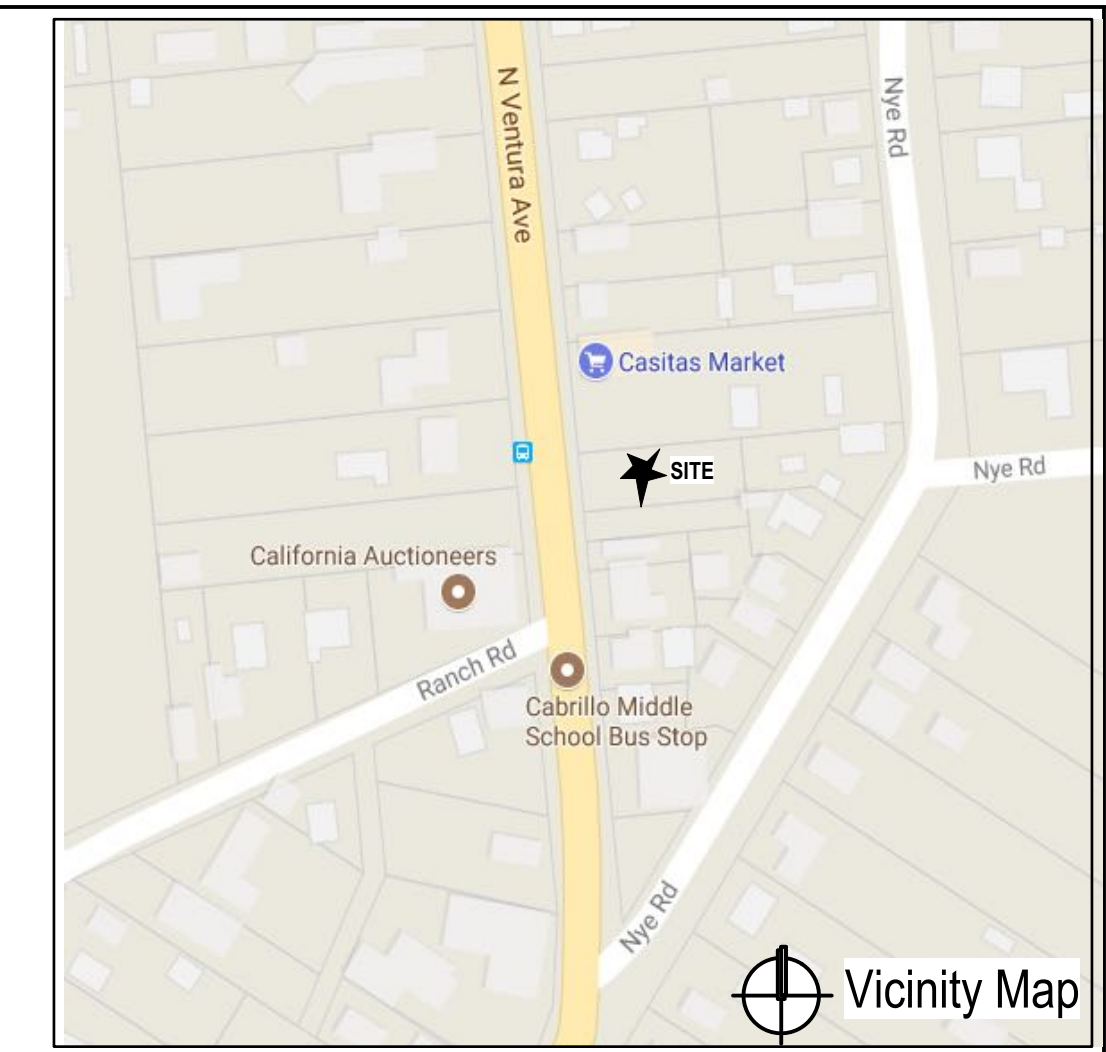 N Ventura Ave
Nye Rd
Casitas Market
SITE
Nye Rd
California Auctioneers
Ranch Rd
Cabrillo Middle
School Bus Stop
Nye Rd
Vicinity Map